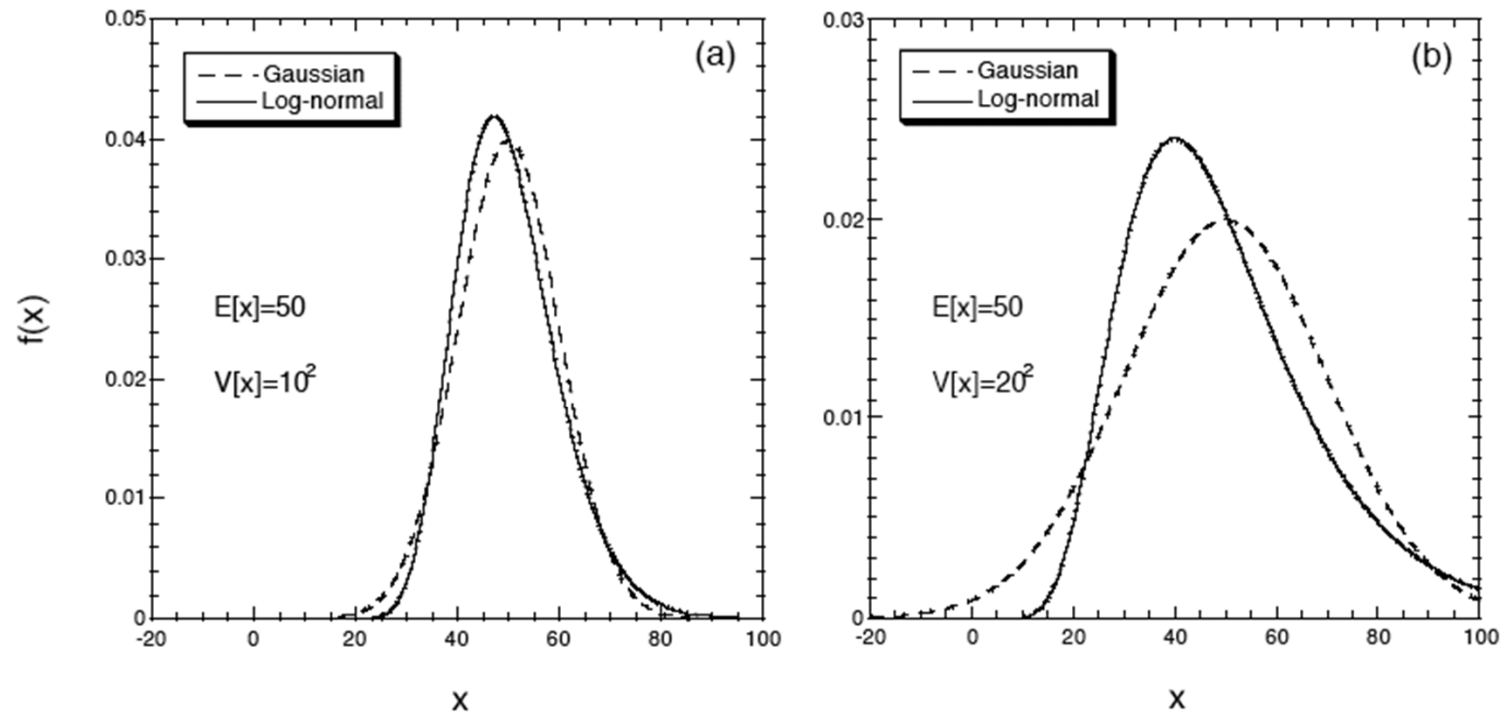 (a)
Gaussian
Log-normal
E[x]=50
V[x]=10²
f(x)
0.05
0.04
0.03
0.02
0.01
0
-20 0 20 40 60 80 100
x
(b)
Gaussian
Log-normal
E[x]=50
V[x]=20²
0.03
0.02
0.01
0
-20 0 20 40 60 80 100
x